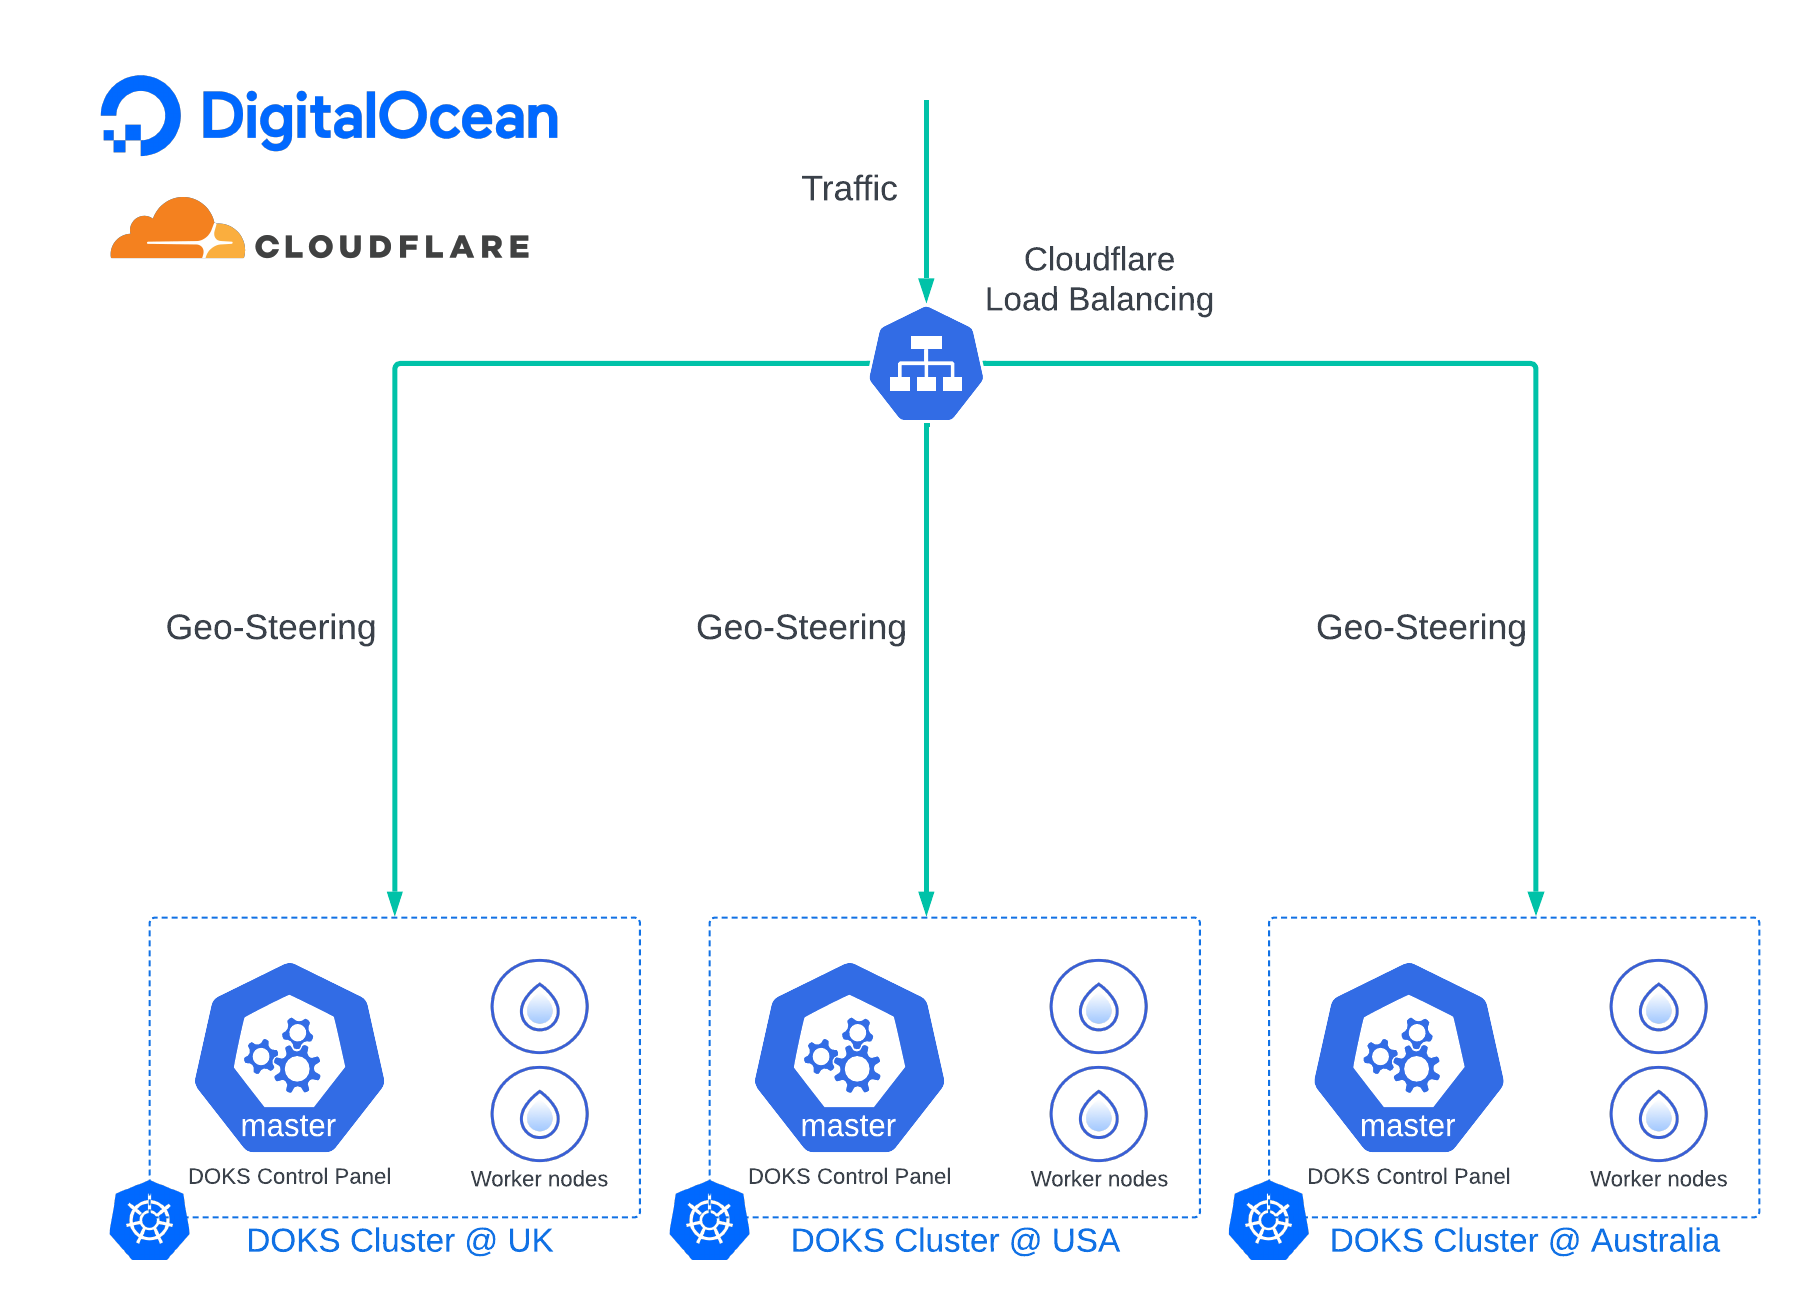 DigitalOcean
CLOUDFLARE
Traffic
Cloudflare
Load Balancing
Geo-Steering
Geo-Steering
Geo-Steering
master
DOKS Control Panel
Worker nodes
DOKS Cluster @ UK
master
DOKS Control Panel
Worker nodes
DOKS Cluster @ USA
master
DOKS Control Panel
Worker nodes
DOKS Cluster @ Australia